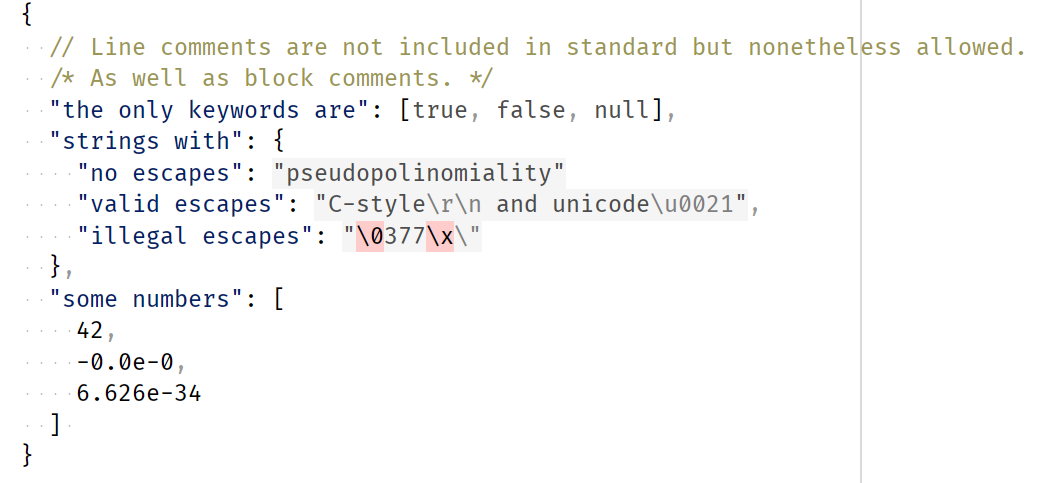 {
  // Line comments are not included in standard but nonetheless allowed.
  /* As well as block comments. */
  "the only keywords are": [true, false, null],
  "strings with": {
    "no escapes": "pseudopolinomiality"
    "valid escapes": "C-style\r\n and unicode\u0021",
    "illegal escapes": "\0377\x\"
  },
  "some numbers": [
    42,
    -0.0e-0,
    6.626e-34
  ]
}